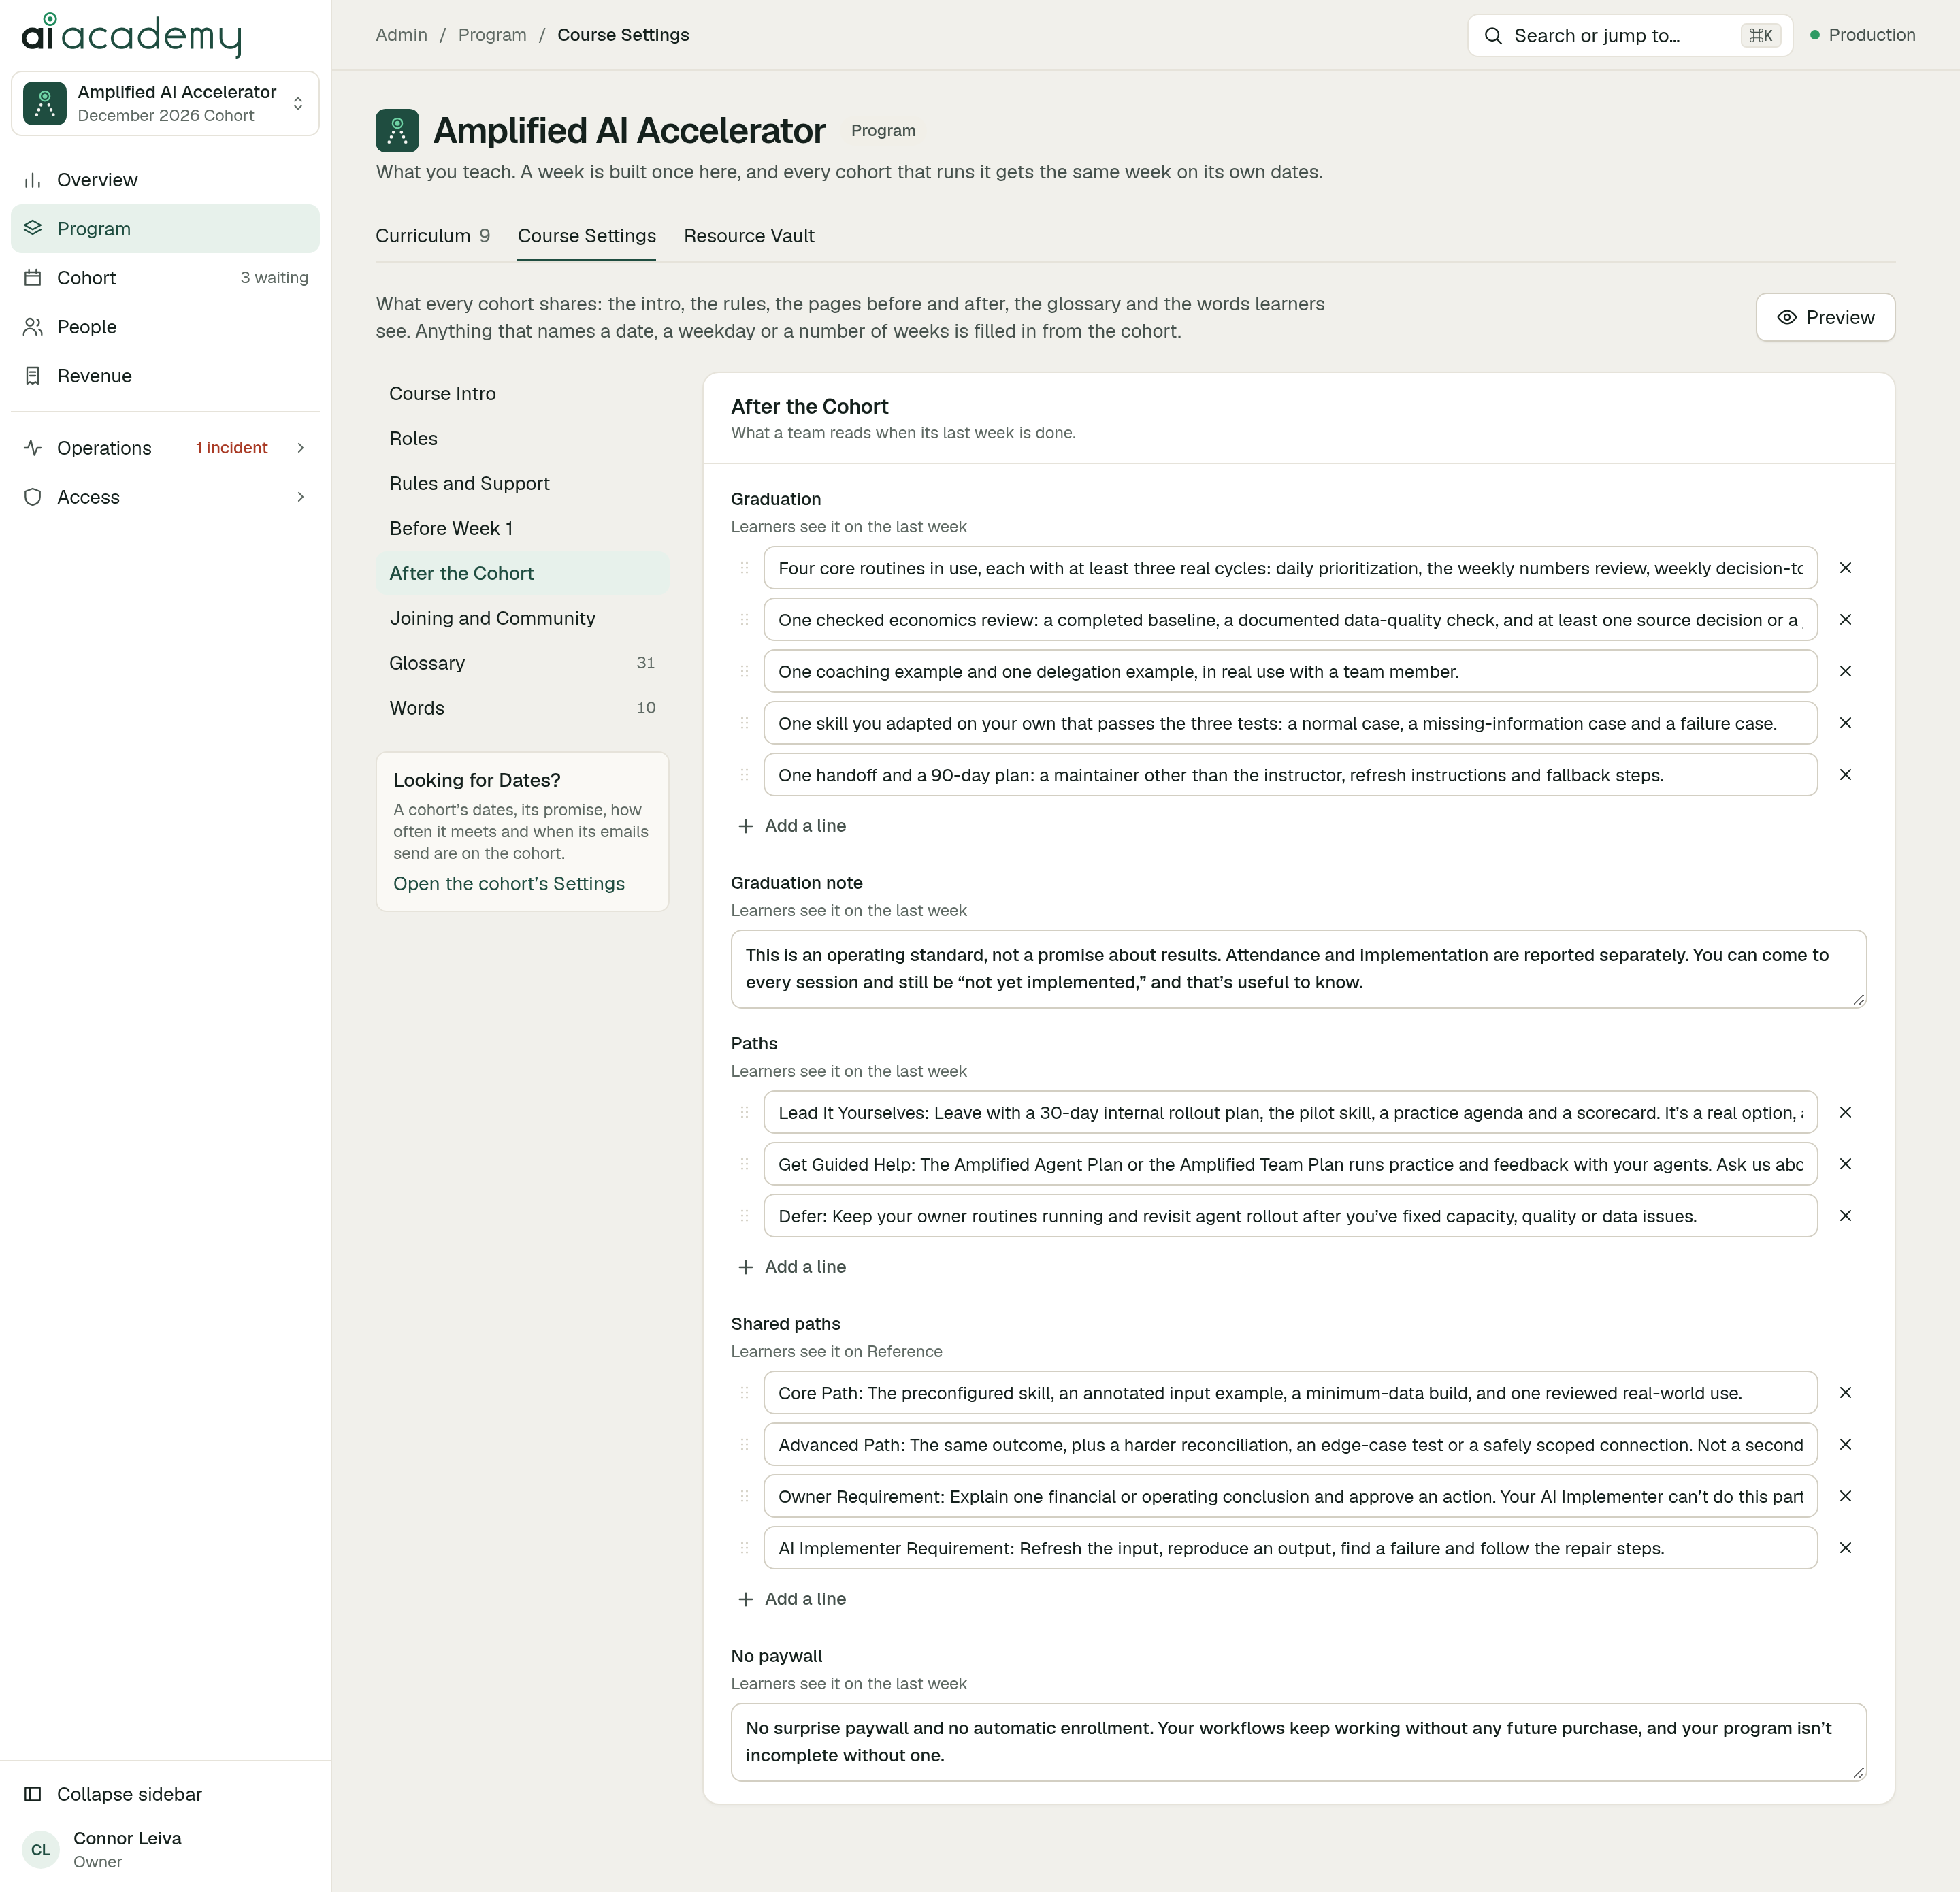 ai academy
Amplified AI Accelerator
December 2026 Cohort
Overview
Program
Cohort
3 waiting
People
Revenue
Operations
1 incident
Access
Collapse sidebar
CL
Connor Leiva
Owner
Admin / Program / Course Settings
Search or jump to...
⌘K
Production
Amplified AI Accelerator
Program
What you teach. A week is built once here, and every cohort that runs it gets the same week on its own dates.
Curriculum 9
Course Settings
Resource Vault
What every cohort shares: the intro, the rules, the pages before and after, the glossary and the words learners
see. Anything that names a date, a weekday or a number of weeks is filled in from the cohort.
Preview
Course Intro
Roles
Rules and Support
Before Week 1
After the Cohort
Joining and Community
Glossary 31
Words 10
Looking for Dates?
A cohort’s dates, its promise, how
often it meets and when its emails
send are on the cohort.
Open the cohort’s Settings
After the Cohort
What a team reads when its last week is done.
Graduation
Learners see it on the last week
Four core routines in use, each with at least three real cycles: daily prioritization, the weekly numbers review, weekly
One checked economics review: a completed baseline, a documented data-quality check, and at least one source decision or a
One coaching example and one delegation example, in real use with a team member.
One skill you adapted on your own that passes the three tests: a normal case, a missing-information case and a failure case.
One handoff and a 90-day plan: a maintainer other than the instructor, refresh instructions and fallback steps.
Add a line
Graduation note
Learners see it on the last week
This is an operating standard, not a promise about results. Attendance and implementation are reported separately. You can come to
every session and still be “not yet implemented,” and that’s useful to know.
Paths
Learners see it on the last week
Lead It Yourselves: Leave with a 30-day internal rollout plan, the pilot skill, a practice agenda and a scorecard. It’s a real option,
Get Guided Help: The Amplified Agent Plan or the Amplified Team Plan runs practice and feedback with your agents. Ask us
Defer: Keep your owner routines running and revisit agent rollout after you’ve fixed capacity, quality or data issues.
Add a line
Shared paths
Learners see it on Reference
Core Path: The preconfigured skill, an annotated input example, a minimum-data build, and one reviewed real-world use.
Advanced Path: The same outcome, plus a harder reconciliation, an edge-case test or a safely scoped connection. Not a second
Owner Requirement: Explain one financial or operating conclusion and approve an action. Your AI Implementer can’t do this part
AI Implementer Requirement: Refresh the input, reproduce an output, find a failure and follow the repair steps.
Add a line
No paywall
Learners see it on the last week
No surprise paywall and no automatic enrollment. Your workflows keep working without any future purchase, and your program isn’t
incomplete without one.